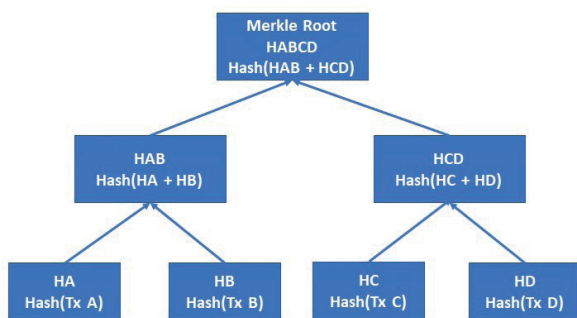 Merkle Root
HABCD
Hash(HAB + HCD)
HAB
Hash(HA + HB)
HCD
Hash(HC + HD)
HA
Hash(Tx A)
HB
Hash(Tx B)
HC
Hash(Tx C)
HD
Hash(Tx D)